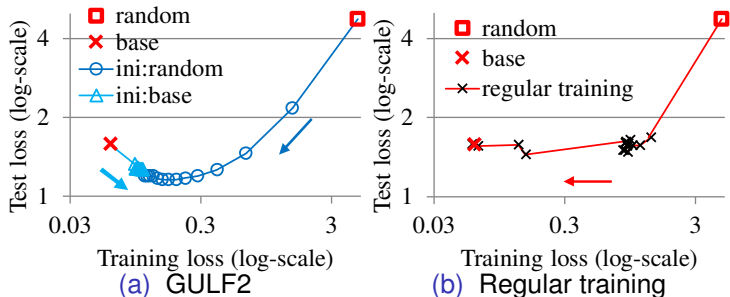 random
base
ini:random
ini:base
4
2
1
0.03
0.3
3
Test loss (log-scale)
Training loss (log-scale)
(a) GULF2
random
base
regular training
4
2
1
0.03
0.3
3
Test loss (log-scale)
Training loss (log-scale)
(b) Regular training